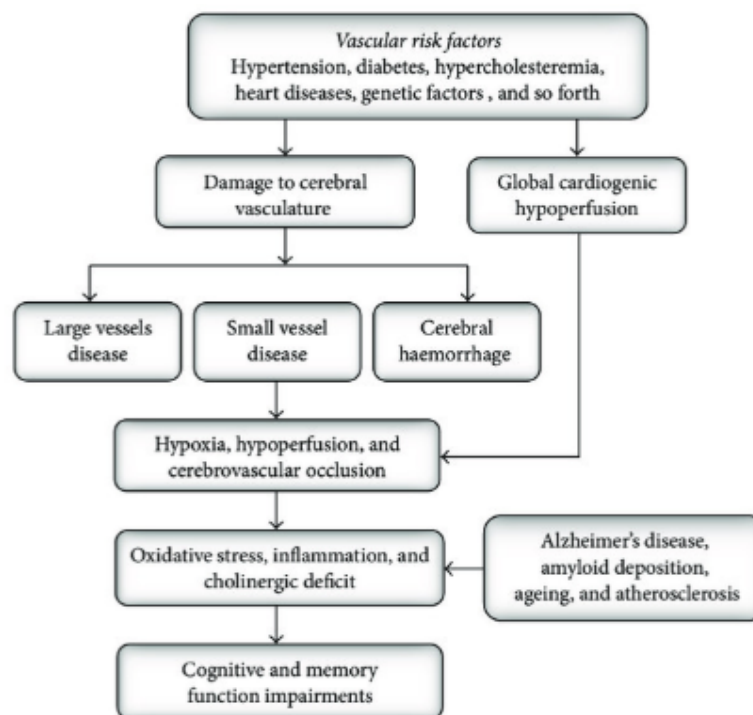 Vascular risk factors
Hypertension, diabetes, hypercholesteremia,
heart diseases, genetic factors , and so forth
Damage to cerebral
vasculature
Global cardiogenic
hypoperfusion
Large vessels
disease
Small vessel
disease
Cerebral
haemorrhage
Hypoxia, hypoperfusion, and
cerebrovascular occlusion
Oxidative stress, inflammation, and
cholinergic deficit
Alzheimer's disease,
amyloid deposition,
ageing, and atherosclerosis
Cognitive and memory
function impairments